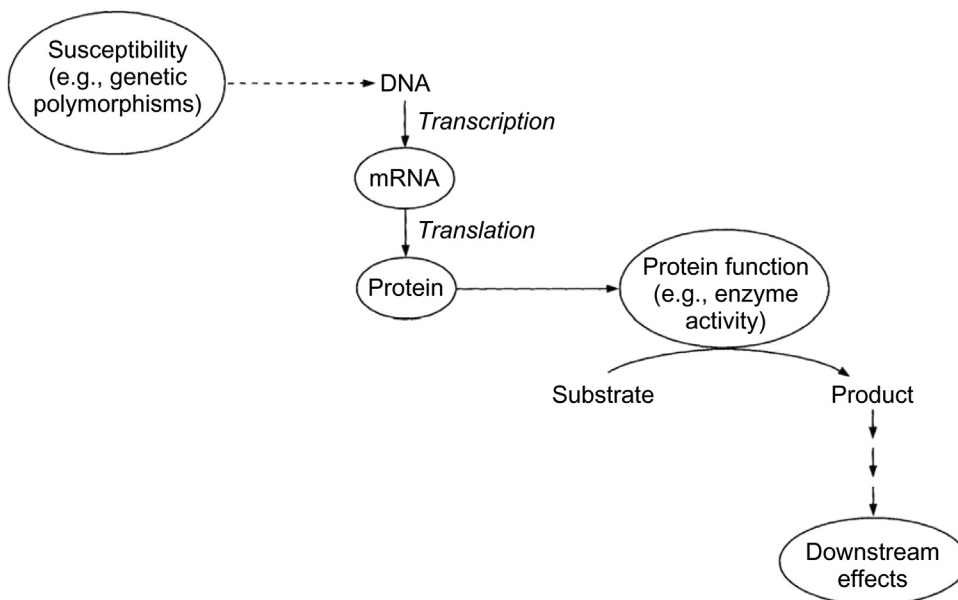 Susceptibility
(e.g., genetic
polymorphisms)
DNA
Transcription
mRNA
Translation
Protein
Protein function
(e.g., enzyme
activity)
Substrate
Product
Downstream
effects